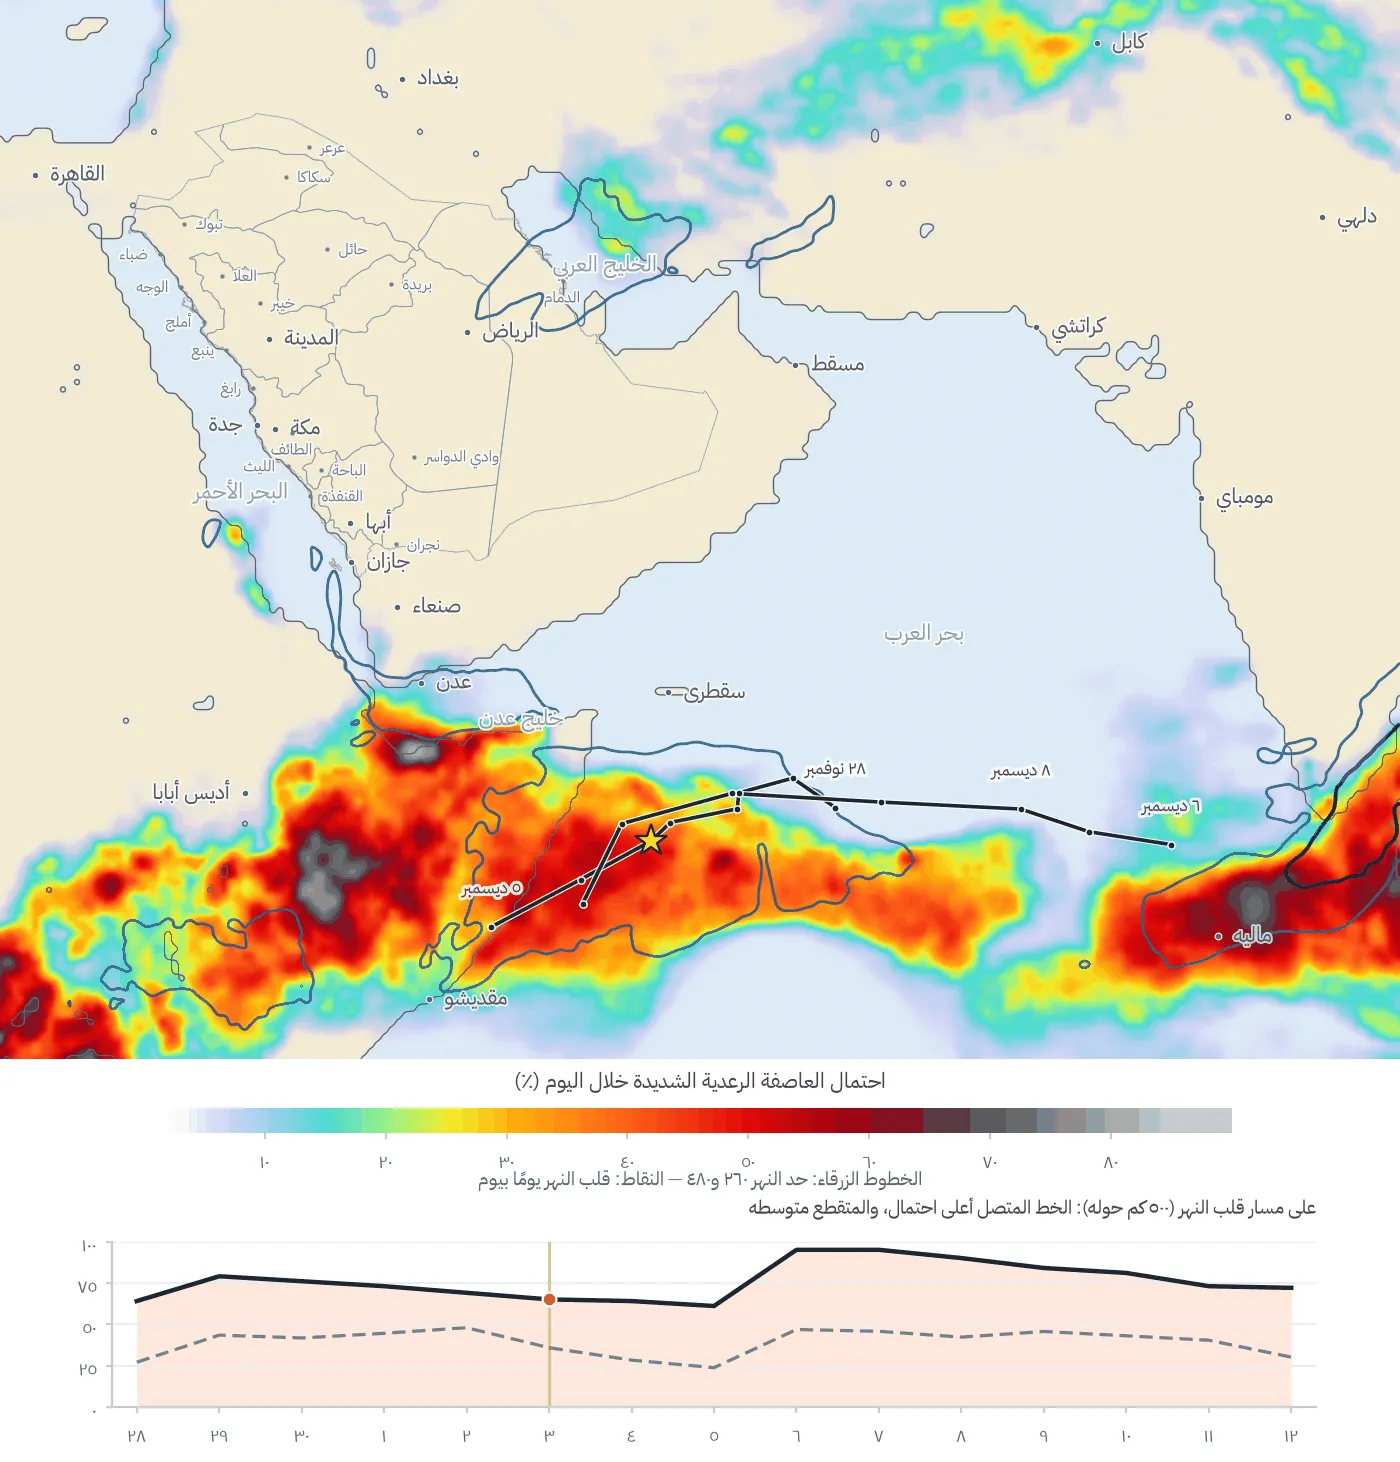 كابل
بغداد
القاهرة
عرعر
سكاكا
دلهي
تبوك
ضباء
حائل
الخليج العربي
العلا
بريدة
الوجه
خيبر
الدمام
أملج
المدينة
الرياض
كراتشي
ينبع
مسقط
رابغ
جدة
مكة
الطائف
وادي الدواسر
الليث
الباحة
البحر الأحمر
القنفذة
مومباي
أبها
نجران
جازان
صنعاء
بحر العرب
عدن
سقطرى
خليج عدن
٢٨ نوفمبر
٨ ديسمبر
أديس أبابا
٦ ديسمبر
٥ ديسمبر
ماليه
مقديشو
احتمال العاصفة الرعدية الشديدة خلال اليوم (٪)
١٠ ٢٠ ٣٠ ٤٠ ٥٠ ٦٠ ٧٠ ٨٠
الخطوط الزرقاء: حد النهر ٢٦٠ و٤٨٠ — النقاط: قلب النهر يومًا بيوم
على مسار قلب النهر (٥٠٠ كم حوله): الخط المتصل أعلى احتمال، والمتقطع متوسطه
١٠٠
٧٥
٥٠
٢٥
٠
٢٨ ٢٩ ٣٠ ١ ٢ ٣ ٤ ٥ ٦ ٧ ٨ ٩ ١٠ ١١ ١٢